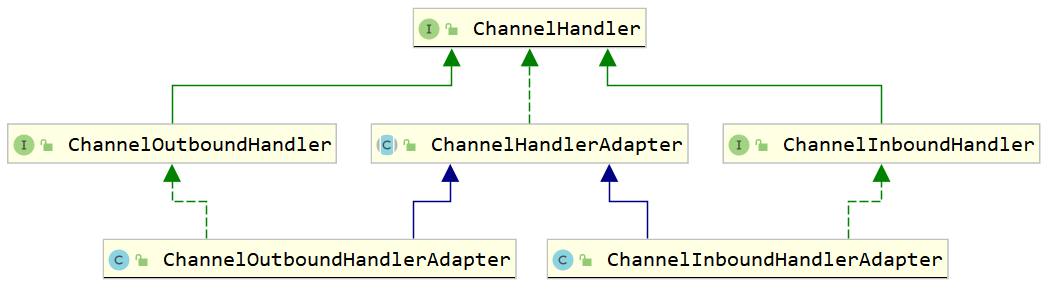 I ChannelHandler
I ChannelOutboundHandler
C ChannelHandlerAdapter
I ChannelInboundHandler
C ChannelOutboundHandlerAdapter
C ChannelInboundHandlerAdapter